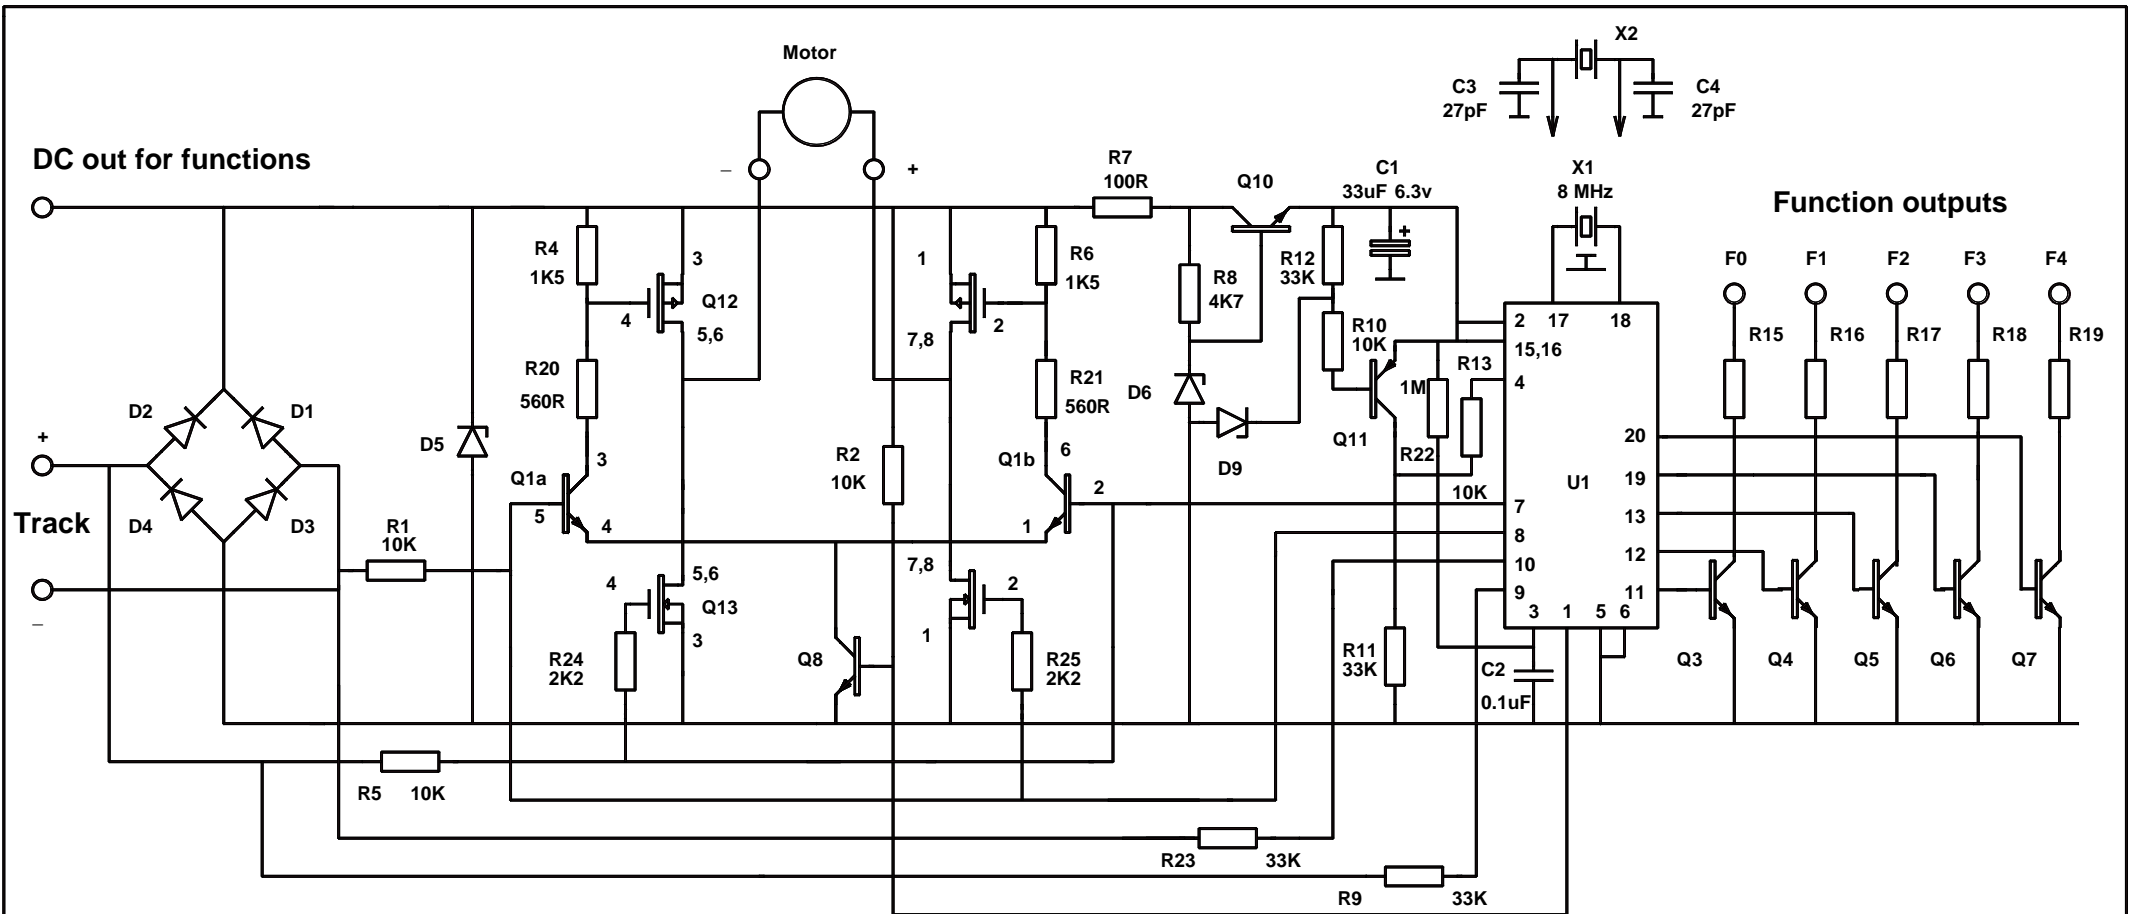 X2
Motor
C3
27pF
C4
27pF
DC out for functions
–
+
R7
100R
Q10
C1
33uF 6.3v
+
X1
8 MHz
Function outputs
R4
1K5
3
Q12
4
5,6
1
R6
1K5
2
7,8
R8
4K7
R12
33K
R10
10K
F0
F1
F2
F3
F4
2
17
18
15,16
R15
R16
R17
R18
R19
R20
560R
R21
560R
D6
1M
R13
4
D2
D1
+
D5
Q11
D9
R22
10K
20
19
U1
13
12
11
Q1a
3
5
4
R2
10K
Q1b
6
2
1
7
8
10
9
Track
D4
D3
R1
10K
–
4
5,6
Q13
3
7,8
2
1
3
1
5
6
R24
2K2
Q8
R25
2K2
R11
33K
C2
0.1uF
Q3
Q4
Q5
Q6
Q7
R5
10K
R23
33K
R9
33K